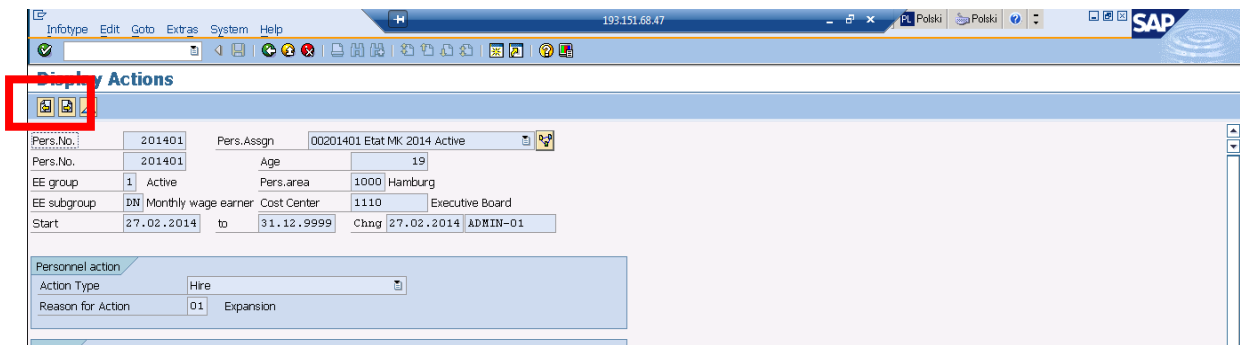 193.151.68.47
PL Polski Polski
Infotype Edit Goto Extras System Help
SAP
Display Actions
Pers.No. 201401 Pers.Assgn 00201401 Etat MK 2014 Active
Pers.No. 201401 Age 19
EE group 1 Active Pers.area 1000 Hamburg
EE subgroup DN Monthly wage earner Cost Center 1110 Executive Board
Start 27.02.2014 to 31.12.9999 Chng 27.02.2014 ADMIN-01
Personnel action
Action Type Hire
Reason for Action 01 Expansion